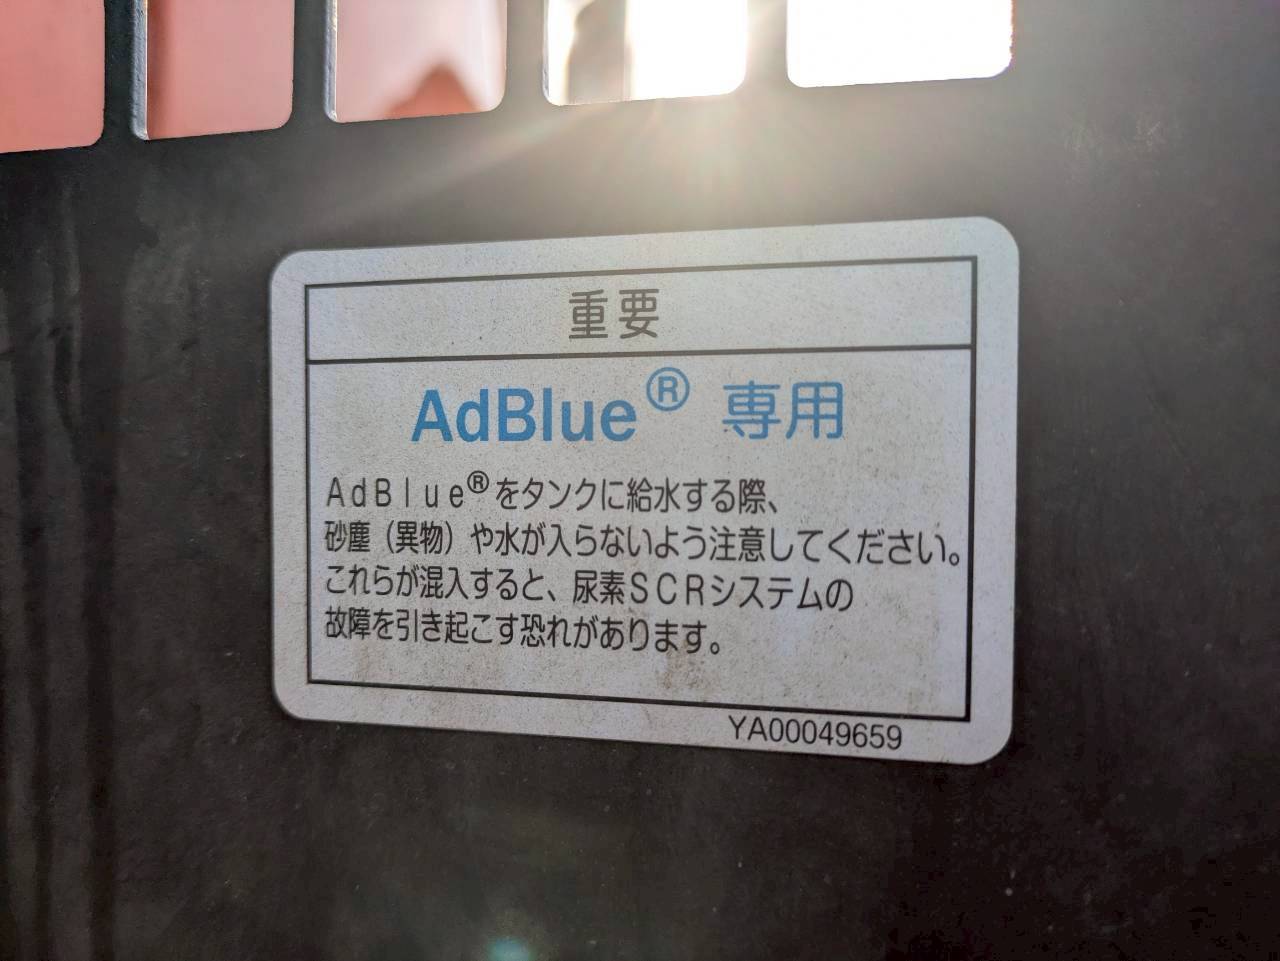 重要
AdBlue® 専用
AdBlue®をタンクに給水する際、
砂塵（異物）や水が入らないよう注意してください。
これらが混入すると、尿素SCRシステムの
故障を引き起こす恐れがあります。
YA00049659